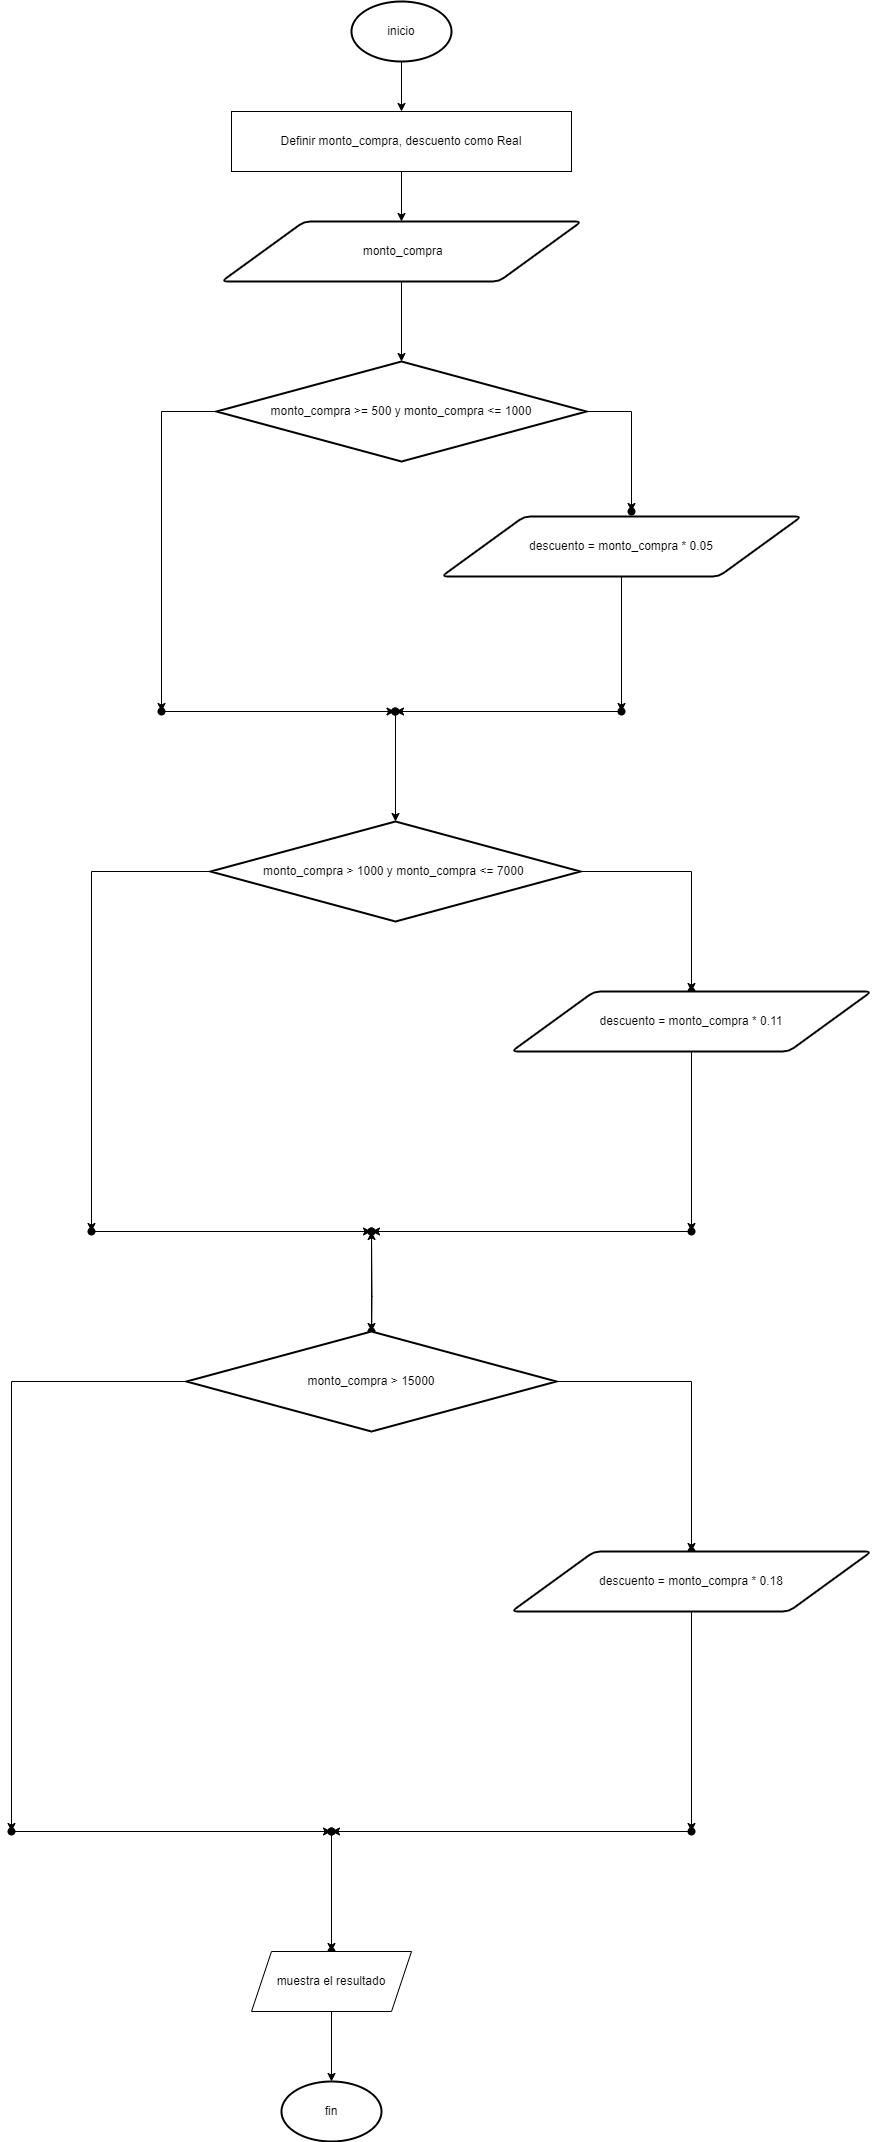 inicio
Definir monto_compra, descuento como Real
monto_compra
monto_compra >= 500 y monto_compra <= 1000
descuento = monto_compra * 0.05
monto_compra > 1000 y monto_compra <= 7000
descuento = monto_compra * 0.11
monto_compra > 15000
descuento = monto_compra * 0.18
muestra el resultado
fin